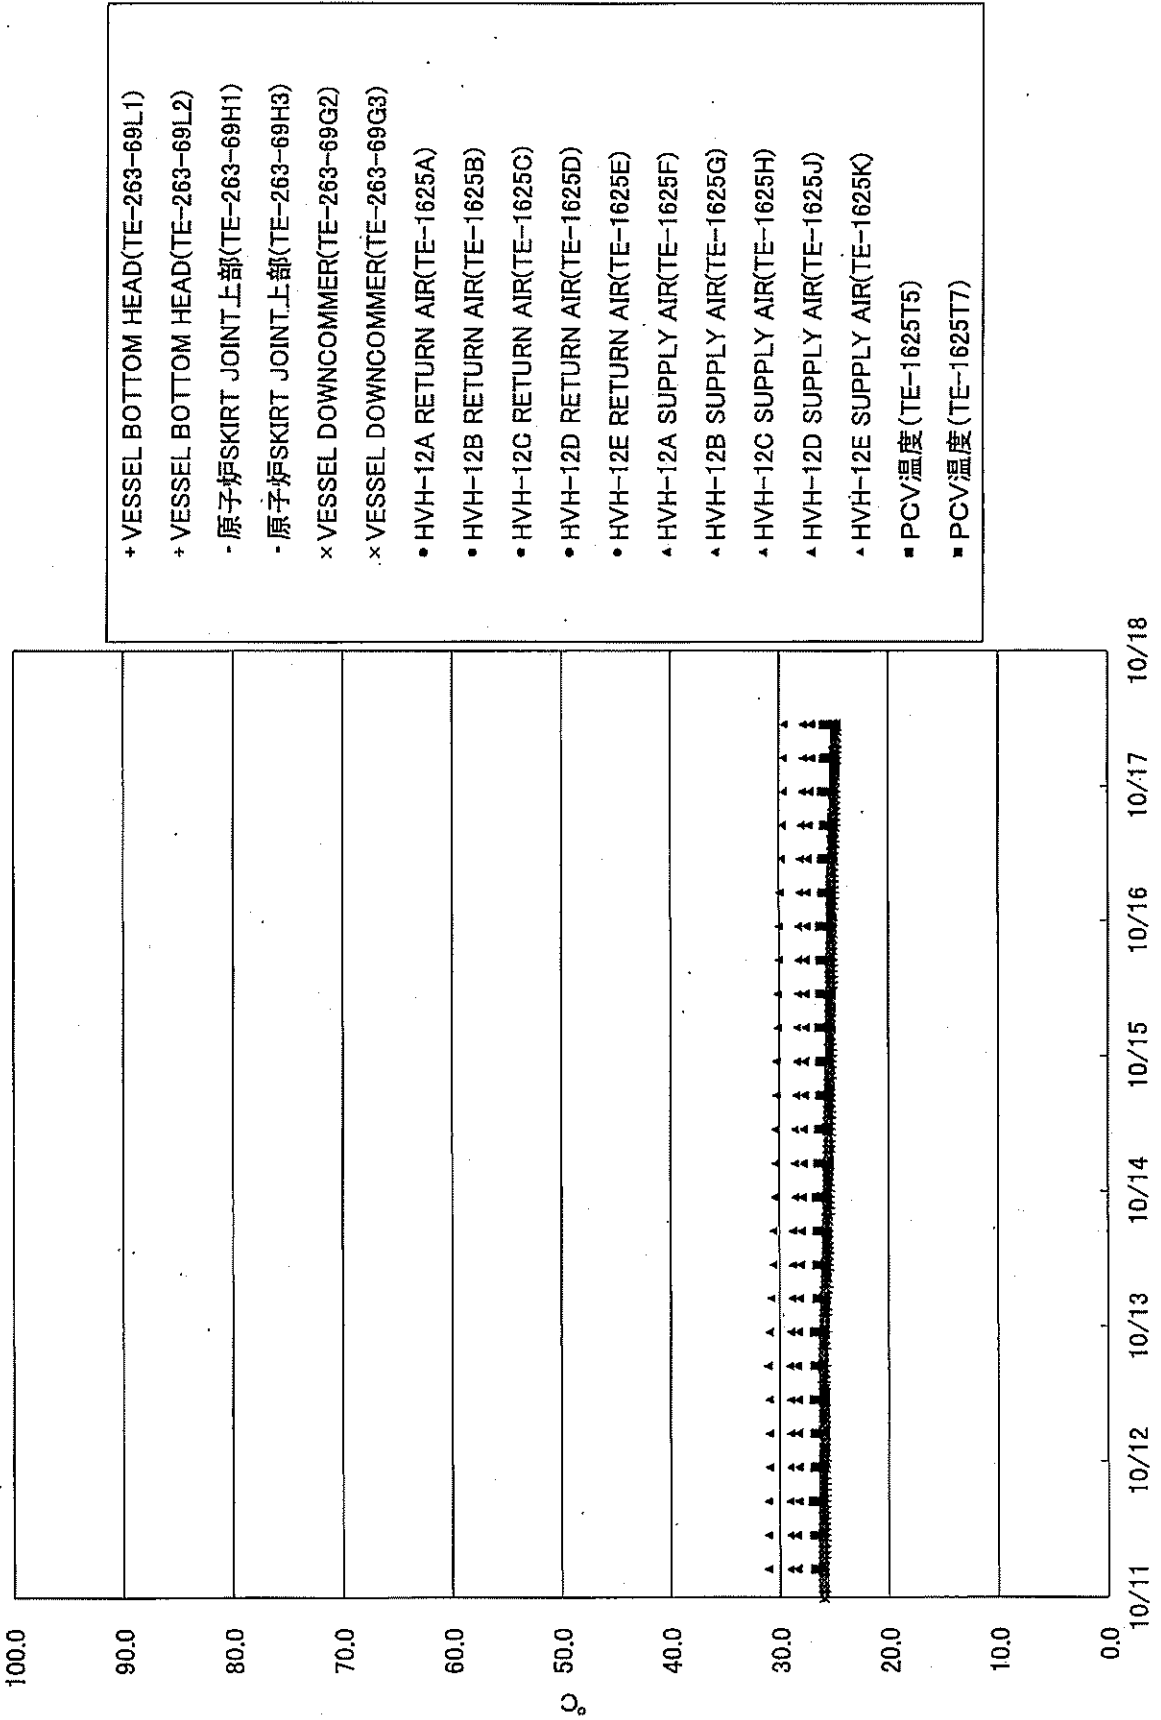 100.0
90.0
80.0
70.0
60.0
50.0
40.0
30.0
20.0
10.0
0.0
℃
10/11
10/12
10/13
10/14
10/15
10/16
10/17
10/18
+ VESSEL BOTTOM HEAD(TE-263-69L1)
+ VESSEL BOTTOM HEAD(TE-263-69L2)
- 原子炉SKIRT JOINT上部(TE-263-69H1)
- 原子炉SKIRT JOINT上部(TE-263-69H3)
× VESSEL DOWNCOMMER(TE-263-69G2)
× VESSEL DOWNCOMMER(TE-263-69G3)
● HVH-12A RETURN AIR(TE-1625A)
● HVH-12B RETURN AIR(TE-1625B)
● HVH-12C RETURN AIR(TE-1625C)
● HVH-12D RETURN AIR(TE-1625D)
● HVH-12E RETURN AIR(TE-1625E)
▲ HVH-12A SUPPLY AIR(TE-1625F)
▲ HVH-12B SUPPLY AIR(TE-1625G)
▲ HVH-12C SUPPLY AIR(TE-1625H)
▲ HVH-12D SUPPLY AIR(TE-1625J)
▲ HVH-12E SUPPLY AIR(TE-1625K)
■ PCV温度(TE-1625T5)
■ PCV温度(TE-1625T7)